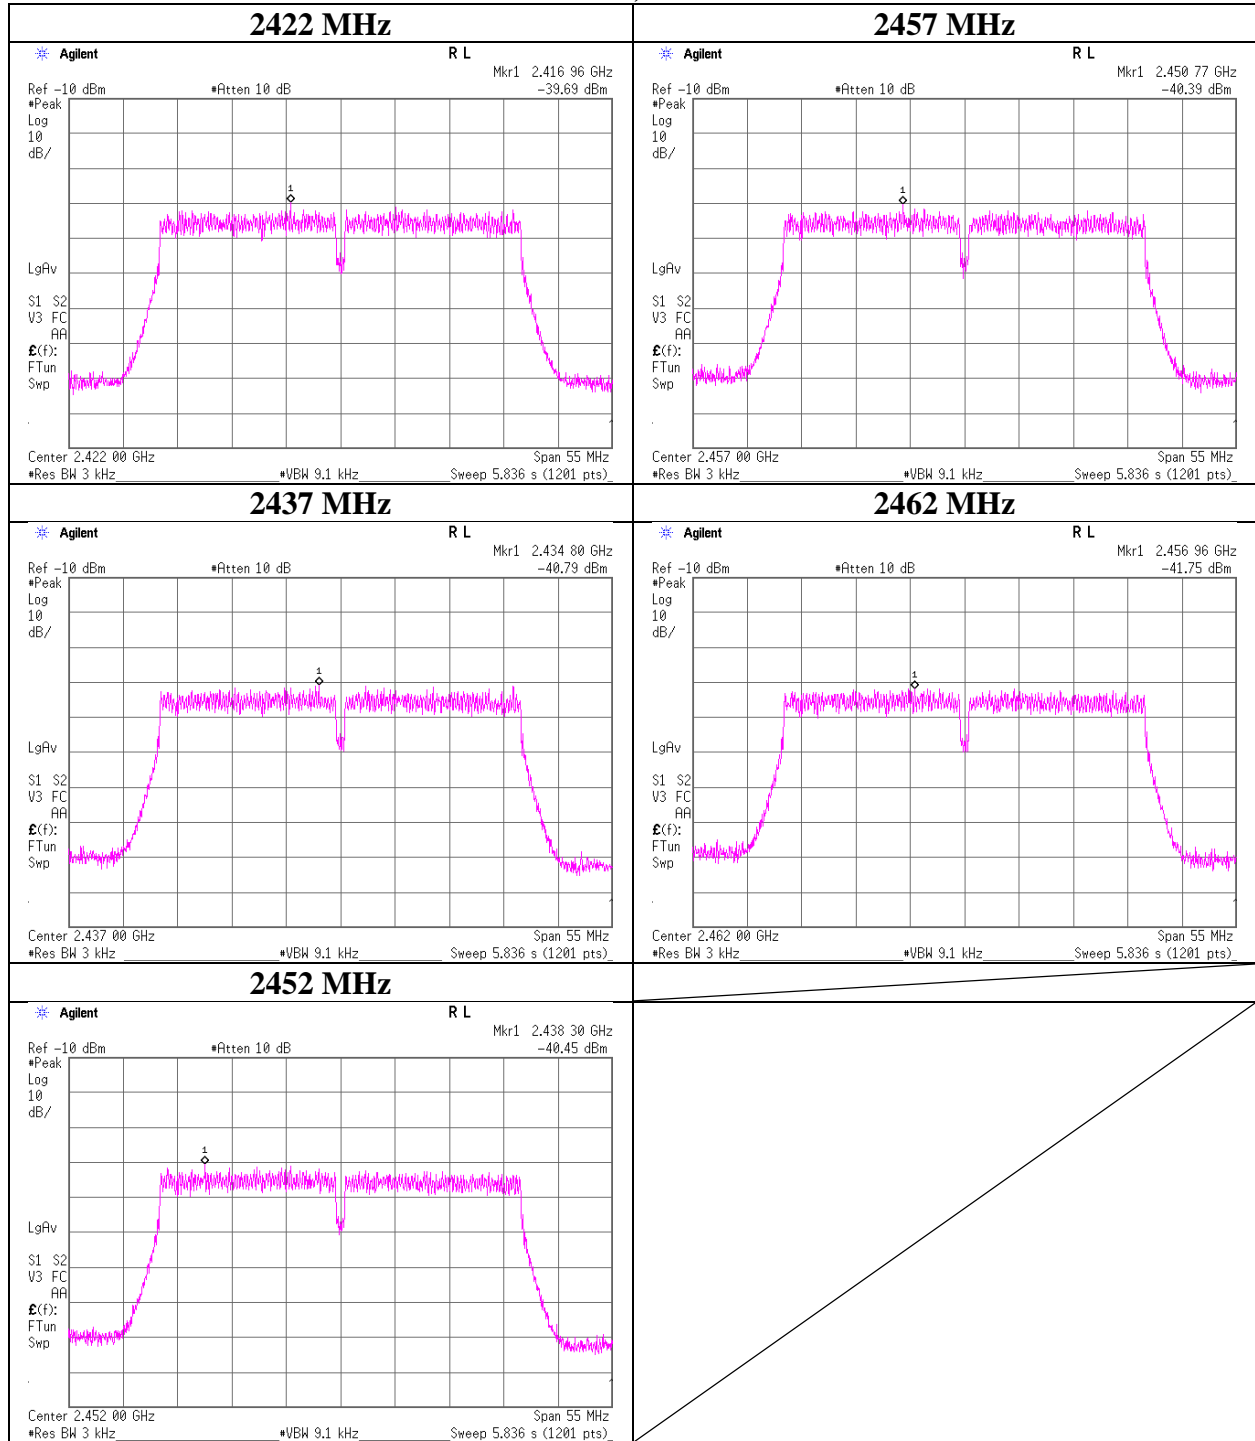 2422 MHz
Agilent R L
Mkr1 2.416 96 GHz
Ref -10 dBm #Atten 10 dB -39.69 dBm
#Peak
Log
10
dB/
LgAv
S1 S2
V3 FC
AA
£(f):
FTun
Swp
Center 2.422 00 GHz Span 55 MHz
#Res BW 3 kHz #VBW 9.1 kHz Sweep 5.836 s (1201 pts)
2457 MHz
Agilent R L
Mkr1 2.450 77 GHz
Ref -10 dBm #Atten 10 dB -40.39 dBm
#Peak
Log
10
dB/
1
LgAv
S1 S2
V3 FC
AA
£(f):
FTun
Swp
Center 2.457 00 GHz Span 55 MHz
#Res BW 3 kHz #VBW 9.1 kHz Sweep 5.836 s (1201 pts)
2437 MHz
Agilent R L
Mkr1 2.434 80 GHz
Ref -10 dBm #Atten 10 dB -40.79 dBm
#Peak
Log
10
dB/
1
LgAv
S1 S2
V3 FC
AA
£(f):
FTun
Swp
Center 2.437 00 GHz Span 55 MHz
#Res BW 3 kHz #VBW 9.1 kHz Sweep 5.836 s (1201 pts)
2462 MHz
Agilent R L
Mkr1 2.456 96 GHz
Ref -10 dBm #Atten 10 dB -41.75 dBm
#Peak
Log
10
dB/
1
LgAv
S1 S2
V3 FC
AA
£(f):
FTun
Swp
Center 2.462 00 GHz Span 55 MHz
#Res BW 3 kHz #VBW 9.1 kHz Sweep 5.836 s (1201 pts)
2452 MHz
Agilent R L
Mkr1 2.438 30 GHz
Ref -10 dBm #Atten 10 dB -40.45 dBm
#Peak
Log
10
dB/
1
LgAv
S1 S2
V3 FC
AA
£(f):
FTun
Swp
Center 2.452 00 GHz Span 55 MHz
#Res BW 3 kHz #VBW 9.1 kHz Sweep 5.836 s (1201 pts)